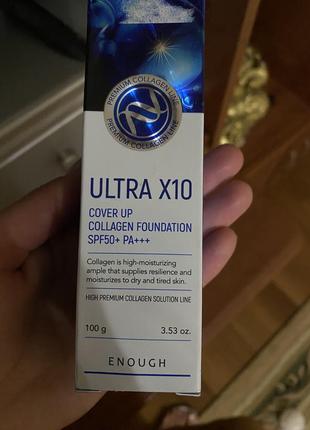 PREMIUM COLLAGEN LINE
PREMIUM COLLAGEN LINE
ULTRA X10
COVER UP
COLLAGEN FOUNDATION
SPF50+ PA+++
Collagen is high-moisturizing
ample that supplies resilience and
moisturizes to dry and tired skin.
HIGH PREMIUM COLLAGEN SOLUTION LINE
100 g 3.53 oz.
ENOUGH